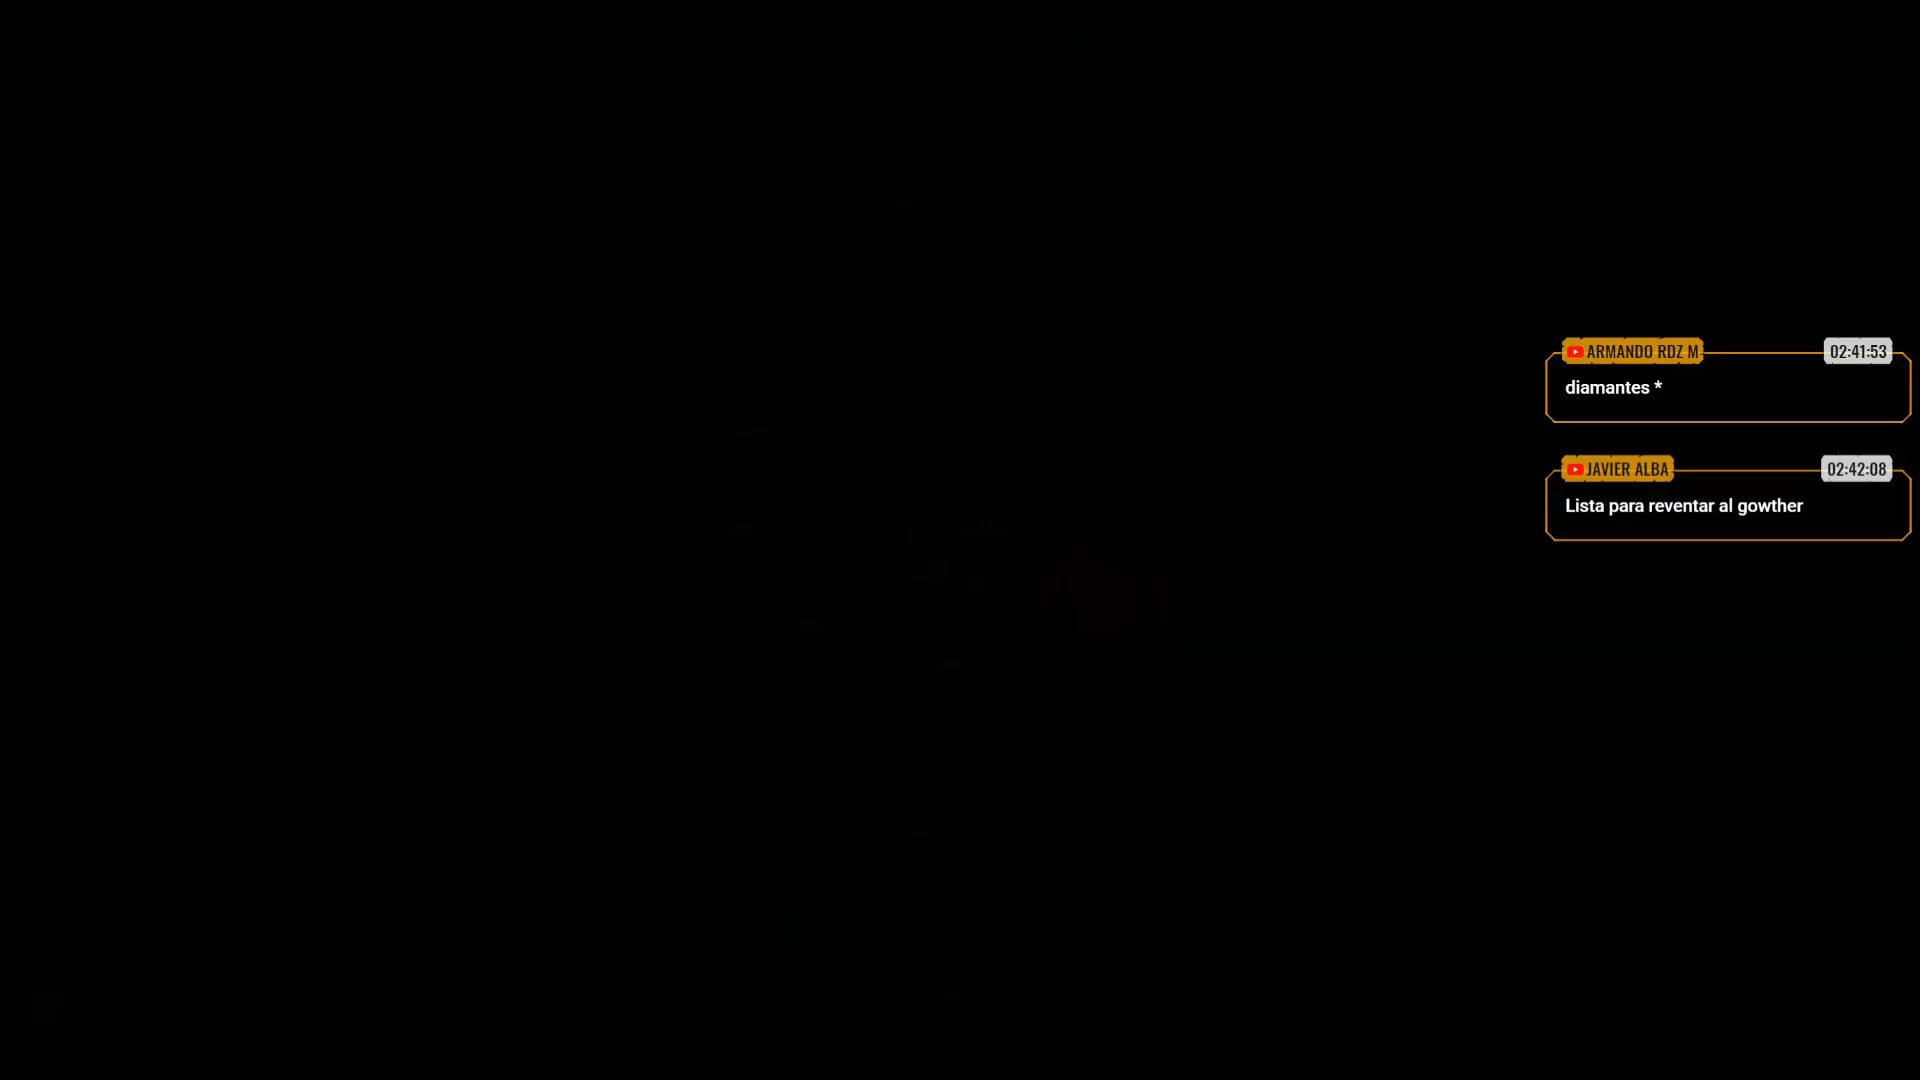 ARMANDO RDZ M 02:41:53
diamantes *
JAVIER ALBA 02:42:08
Lista para reventar al gowther